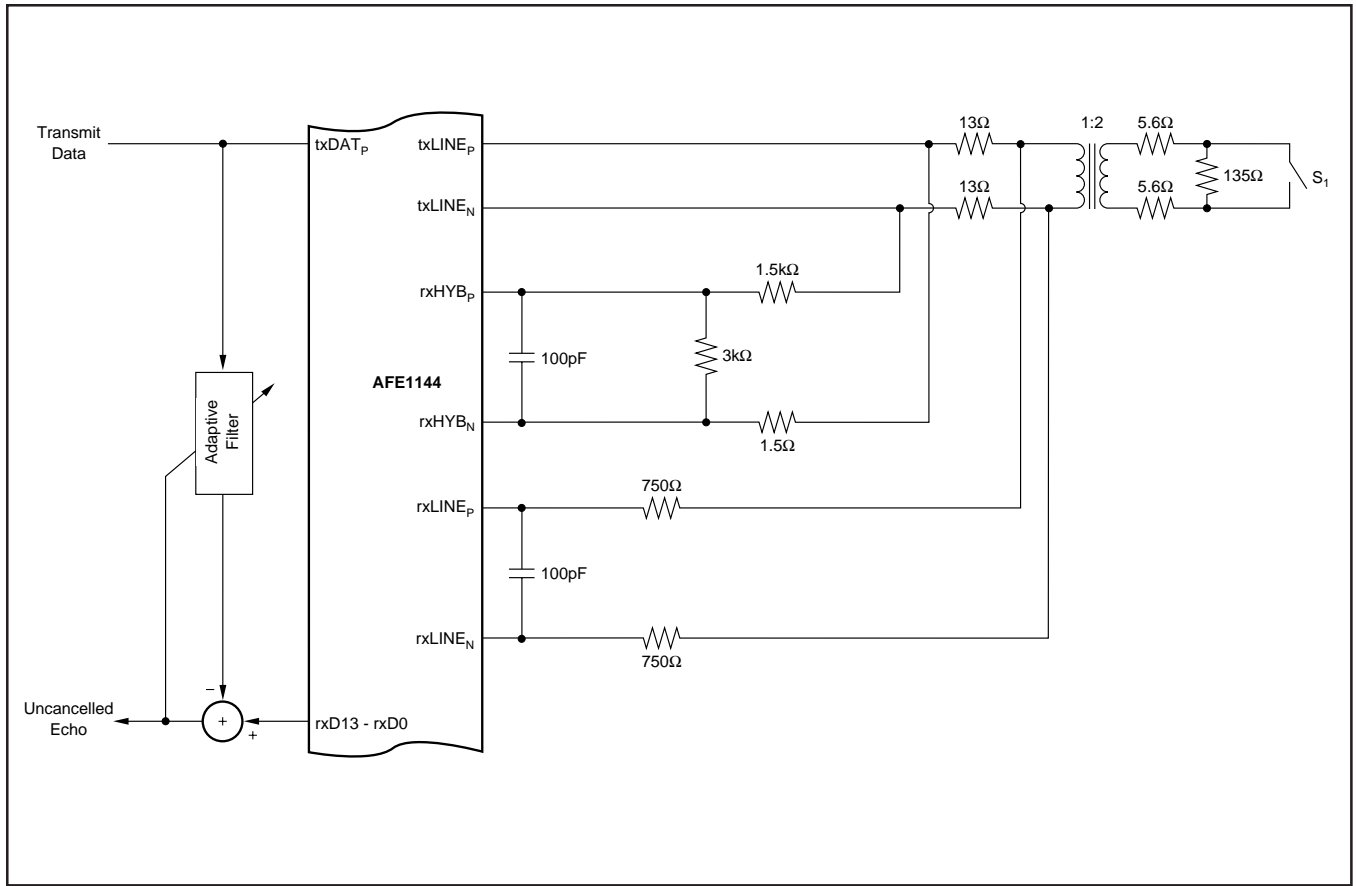 Transmit
Data
txDATP
txLINEP
13Ω
1:2
5.6Ω
135Ω
S1
txLINEN
13Ω
5.6Ω
rxHYBP
1.5kΩ
100pF
3kΩ
AFE1144
Adaptive
Filter
rxHYBN
1.5Ω
rxLINEP
750Ω
100pF
rxLINEN
750Ω
–
Uncancelled
Echo
+
+
rxD13 - rxD0